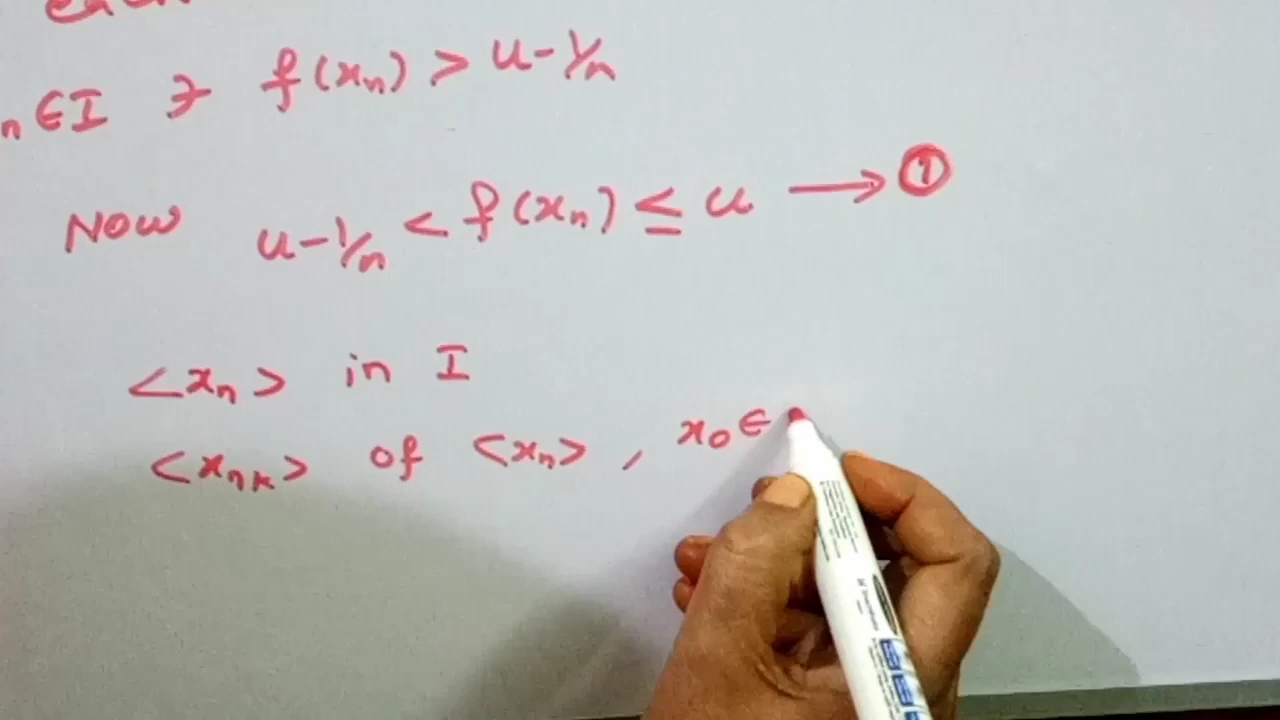 n ∈ I ∋ f(xn) > u - 1/n
Now u - 1/n < f(xn) ≤ u → ①
<xn> in I
<xnk> of <xn>, x0 ∈